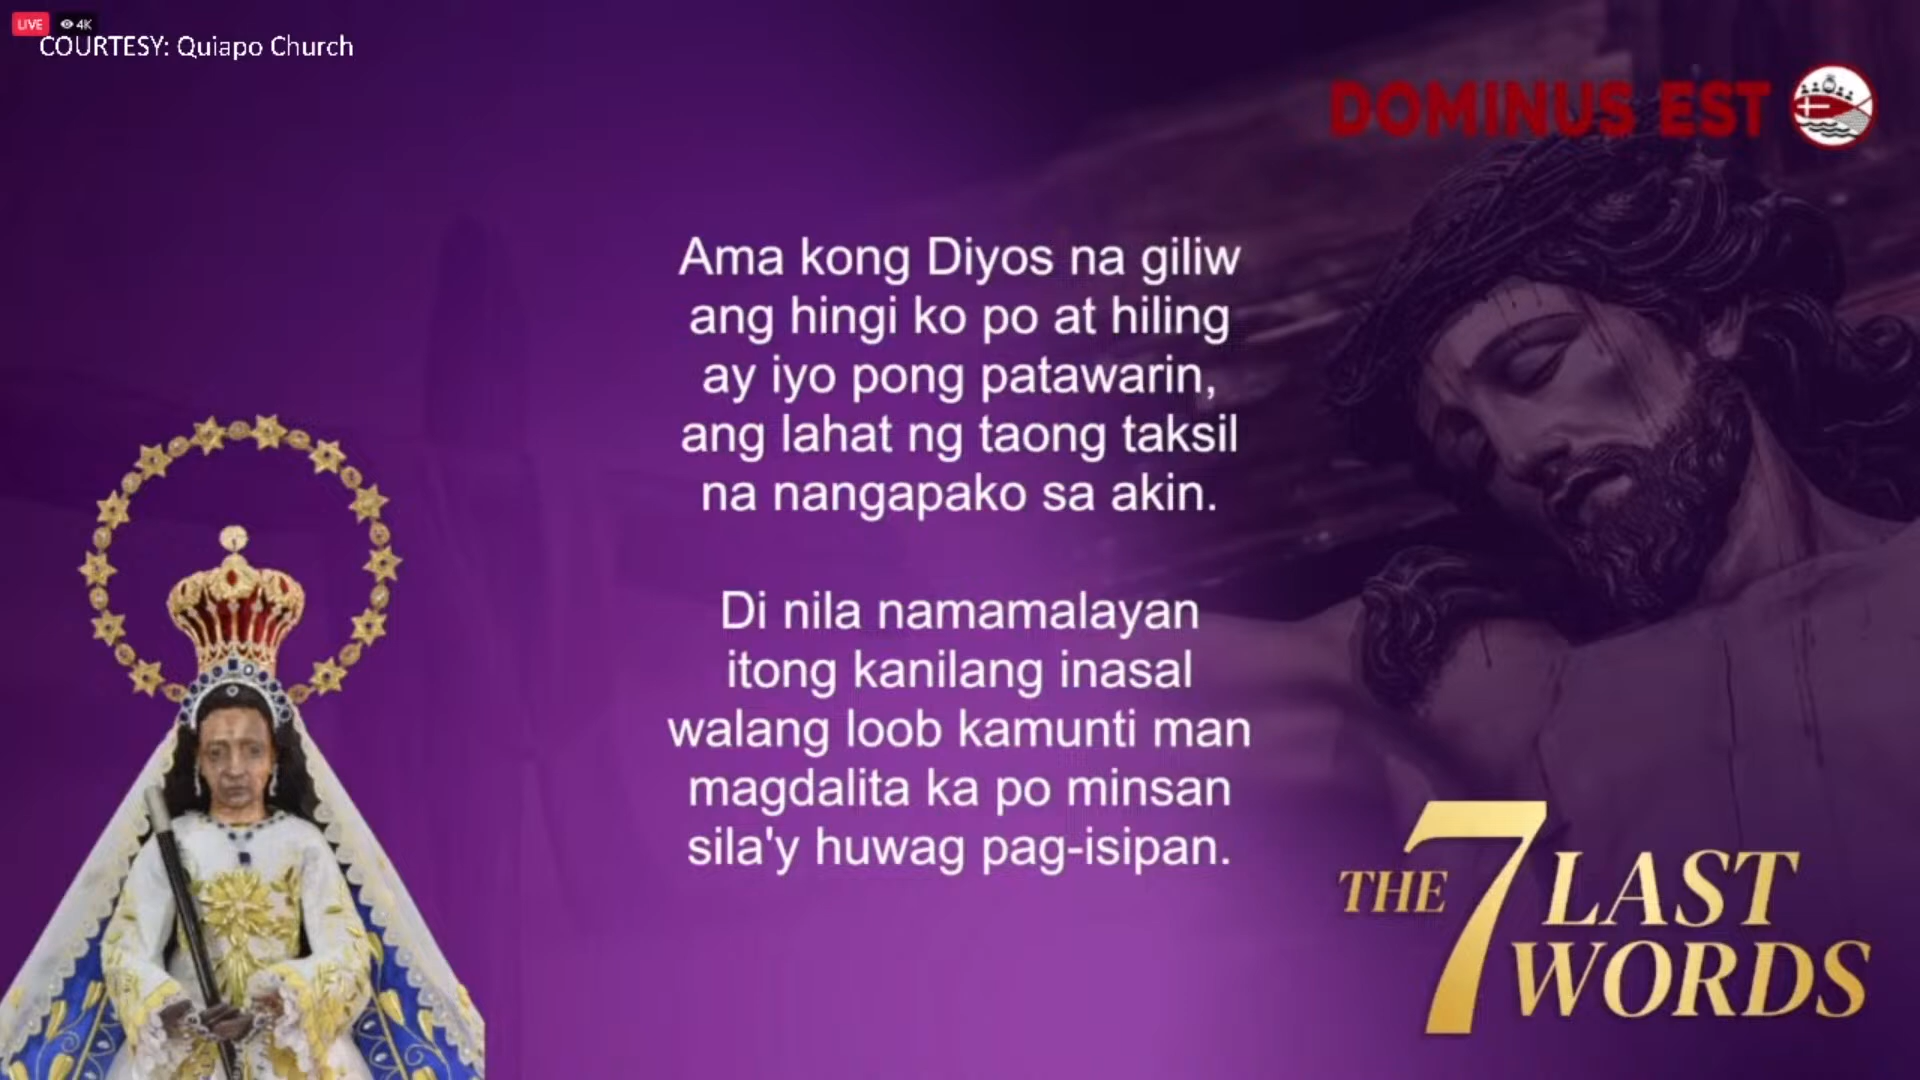 LIVE 4K
COURTESY: Quiapo Church
DOMINUS EST
Ama kong Diyos na giliw
ang hingi ko po at hiling
ay iyo pong patawarin,
ang lahat ng taong taksil
na nangapako sa akin.
Di nila namamalayan
itong kanilang inasal
walang loob kamunti man
magdalita ka po minsan
sila'y huwag pag-isipan.
THE 7 LAST
WORDS